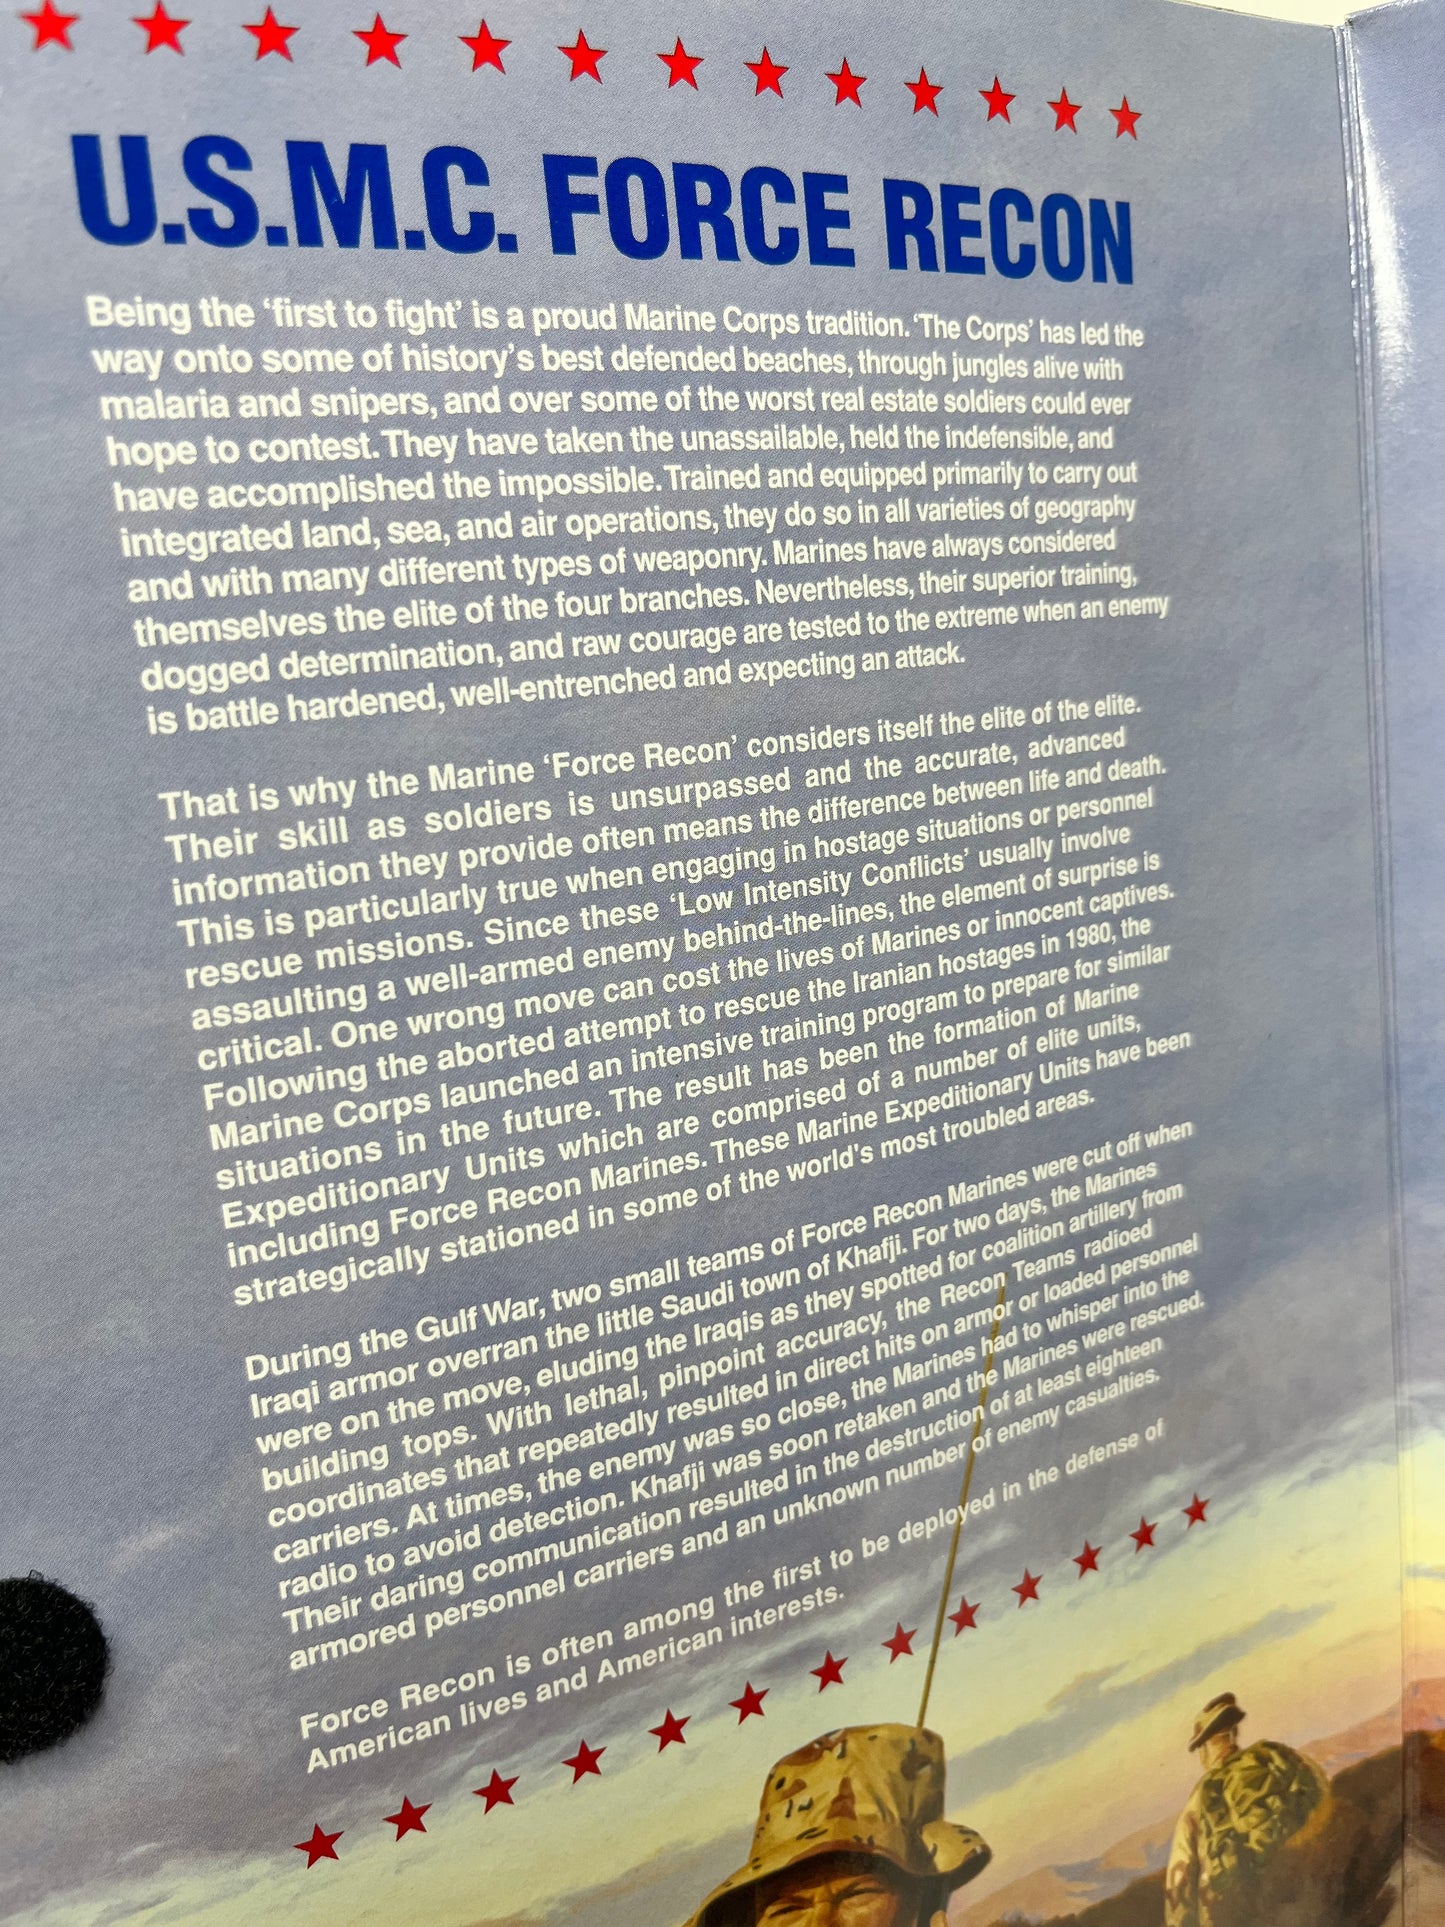 U.S.M.C. FORCE RECON
Being the ‘first to fight’ is a proud Marine Corps tradition. ‘The Corps’ has led the
way onto some of history’s best defended beaches, through jungles alive with
malaria and snipers, and over some of the worst real estate soldiers could ever
hope to contest. They have taken the unassailable, held the indefensible, and
have accomplished the impossible. Trained and equipped primarily to carry out
integrated land, sea, and air operations, they do so in all varieties of geography
and with many different types of weaponry. Marines have always considered
themselves the elite of the four branches. Nevertheless, their superior training,
dogged determination, and raw courage are tested to the extreme when an enemy
is battle hardened, well-entrenched and expecting an attack.
That is why the Marine ‘Force Recon’ considers itself the elite of the elite.
Their skill as soldiers is unsurpassed and the accurate, advanced
information they provide often means the difference between life and death.
This is particularly true when engaging in hostage situations or personnel
rescue missions. Since these ‘Low Intensity Conflicts’ usually involve
assaulting a well-armed enemy behind-the-lines, the element of surprise is
critical. One wrong move can cost the lives of Marines or innocent captives.
Following the aborted attempt to rescue the Iranian hostages in 1980, the
Marine Corps launched an intensive training program to prepare for similar
situations in the future. The result has been the formation of Marine
Expeditionary Units which are comprised of a number of elite units,
including Force Recon Marines. These Marine Expeditionary Units have been
strategically stationed in some of the world's most troubled areas.
During the Gulf War, two small teams of Force Recon Marines were cut off when
Iraqi armor overran the little Saudi town of Khafji. For two days, the Marines
were on the move, eluding the Iraqis as they spotted for coalition artillery from
building tops. With lethal, pinpoint accuracy, the Recon Teams radioed
coordinates that repeatedly resulted in direct hits on armor or loaded personnel
carriers. At times, the enemy was so close, the Marines had to whisper into the
radio to avoid detection. Khafji was soon retaken and the Marines were rescued.
Their daring communication resulted in the destruction of at least eighteen
armored personnel carriers and an unknown number of enemy casualties.
Force Recon is often among the first to be deployed in the defense of
American lives and American interests.